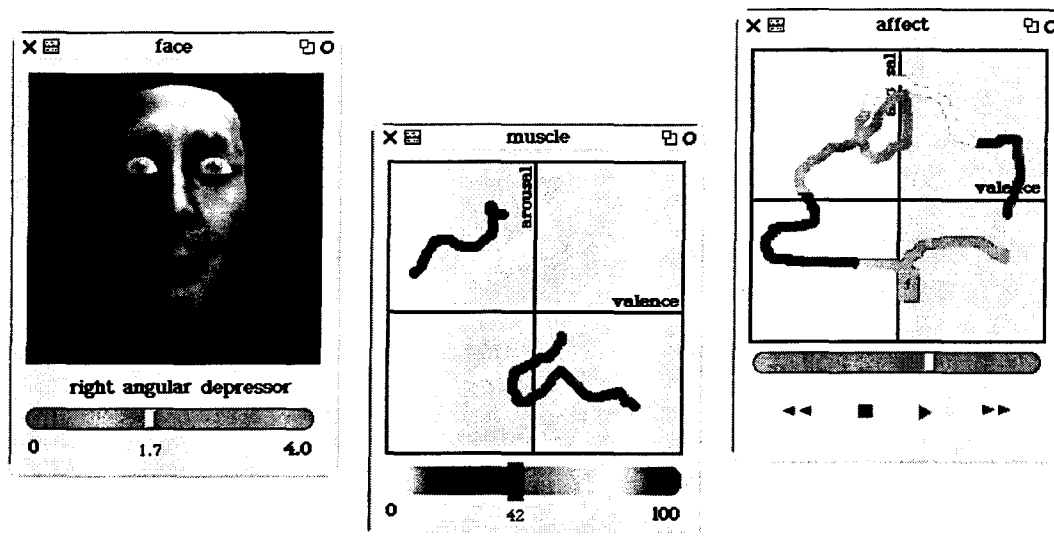 face
right angular depressor
0
1.7
4.0
muscle
arousal
valence
0
42
100
affect
valence